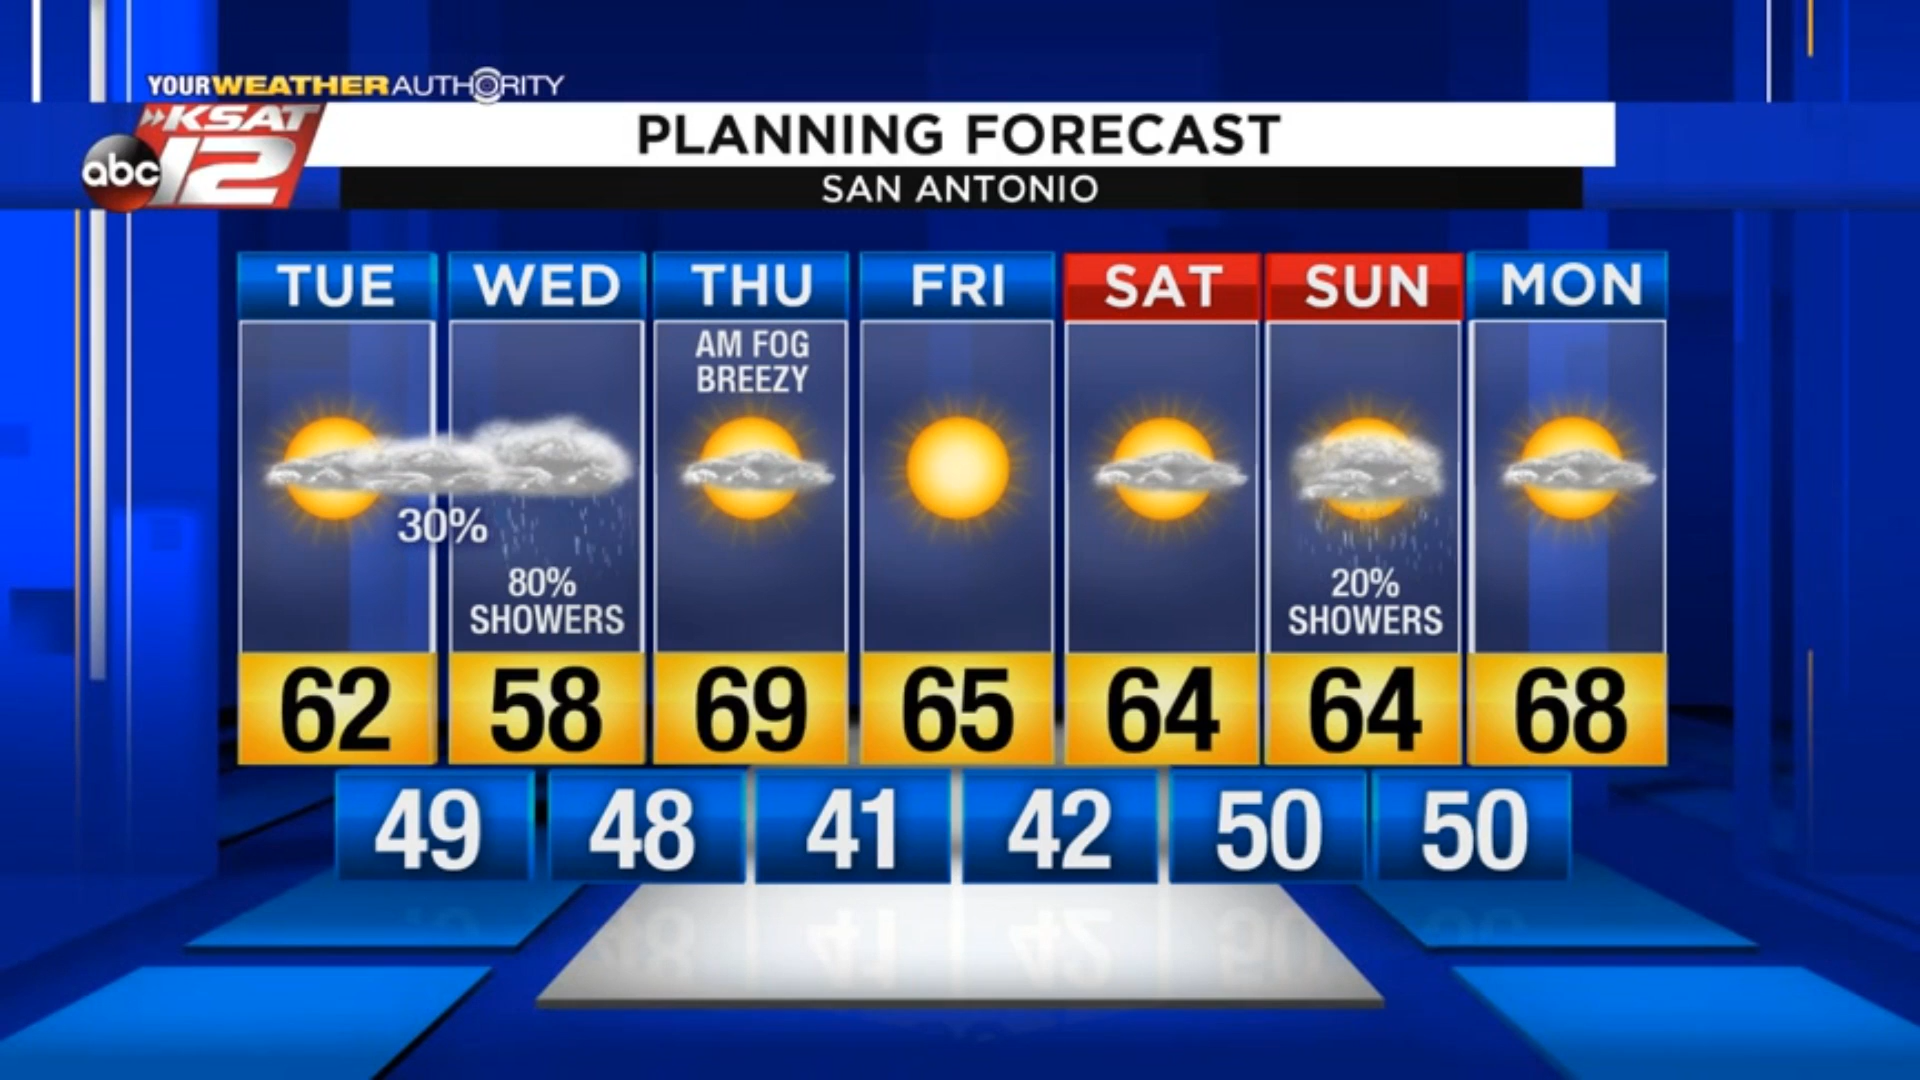 YOURWEATHERAUTHORITY
KSAT
abc 12
PLANNING FORECAST
SAN ANTONIO
TUE WED THU FRI SAT SUN MON
AM FOG
BREEZY
30%
80% 20%
SHOWERS SHOWERS
62 58 69 65 64 64 68
49 48 41 42 50 50